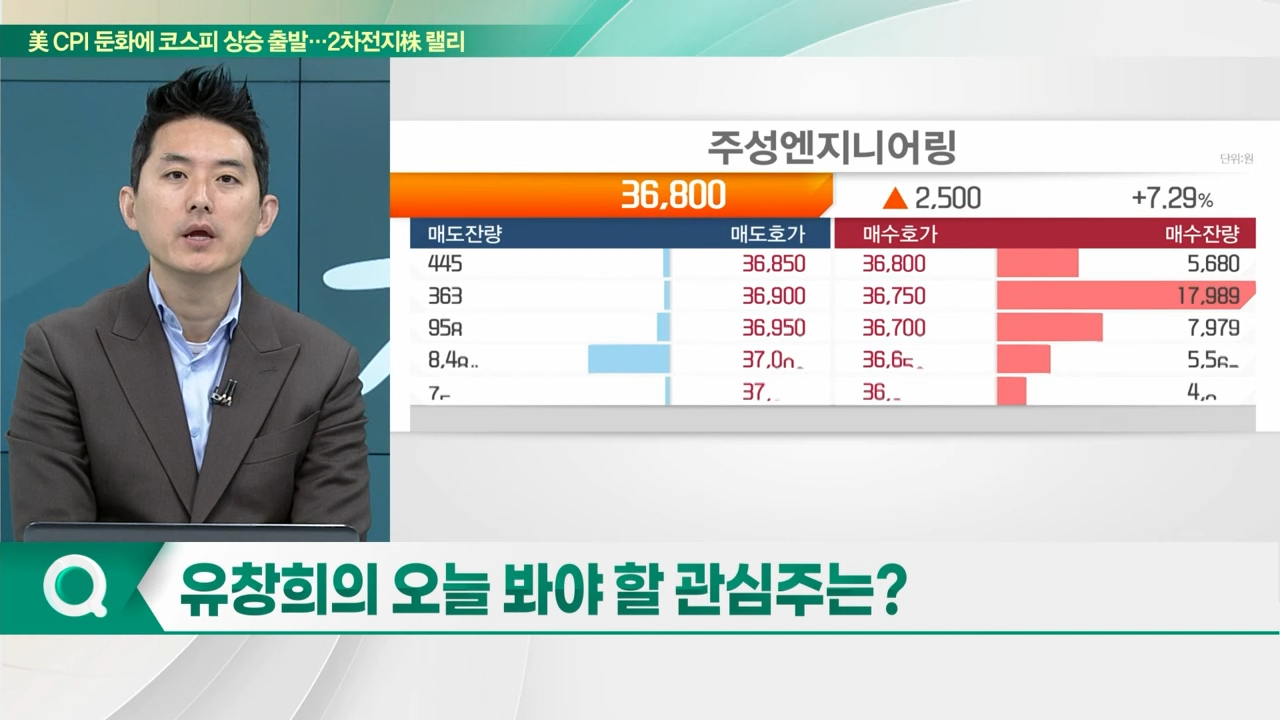 美 CPI 둔화에 코스피 상승 출발…2차전지株 랠리
주성엔지니어링
단위:원
36,800 ▲ 2,500 +7.29%
매도잔량 매도호가 매수호가 매수잔량
445 36,850 36,800 5,680
363 36,900 36,750 17,989
36,950 36,700 7,979
유창희의 오늘 봐야 할 관심주는?